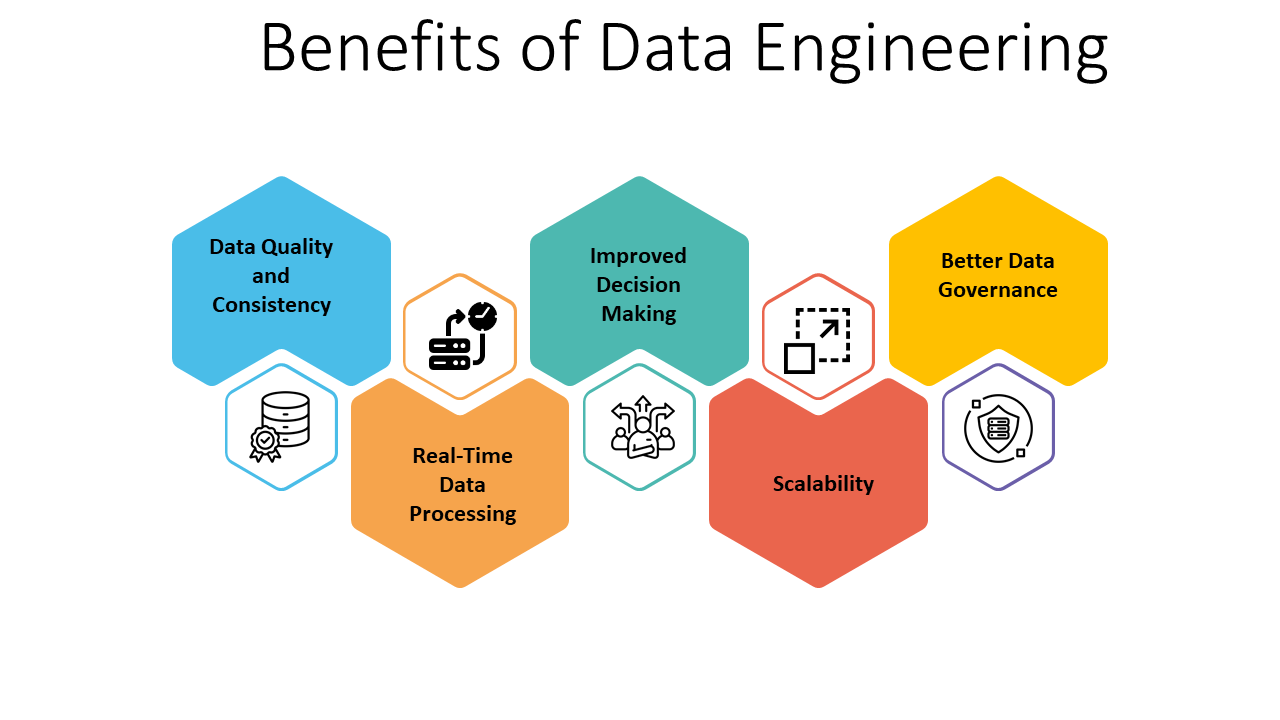 Benefits of Data Engineering
Data Quality
and
Consistency
Real-Time
Data
Processing
Improved
Decision
Making
Scalability
Better Data
Governance